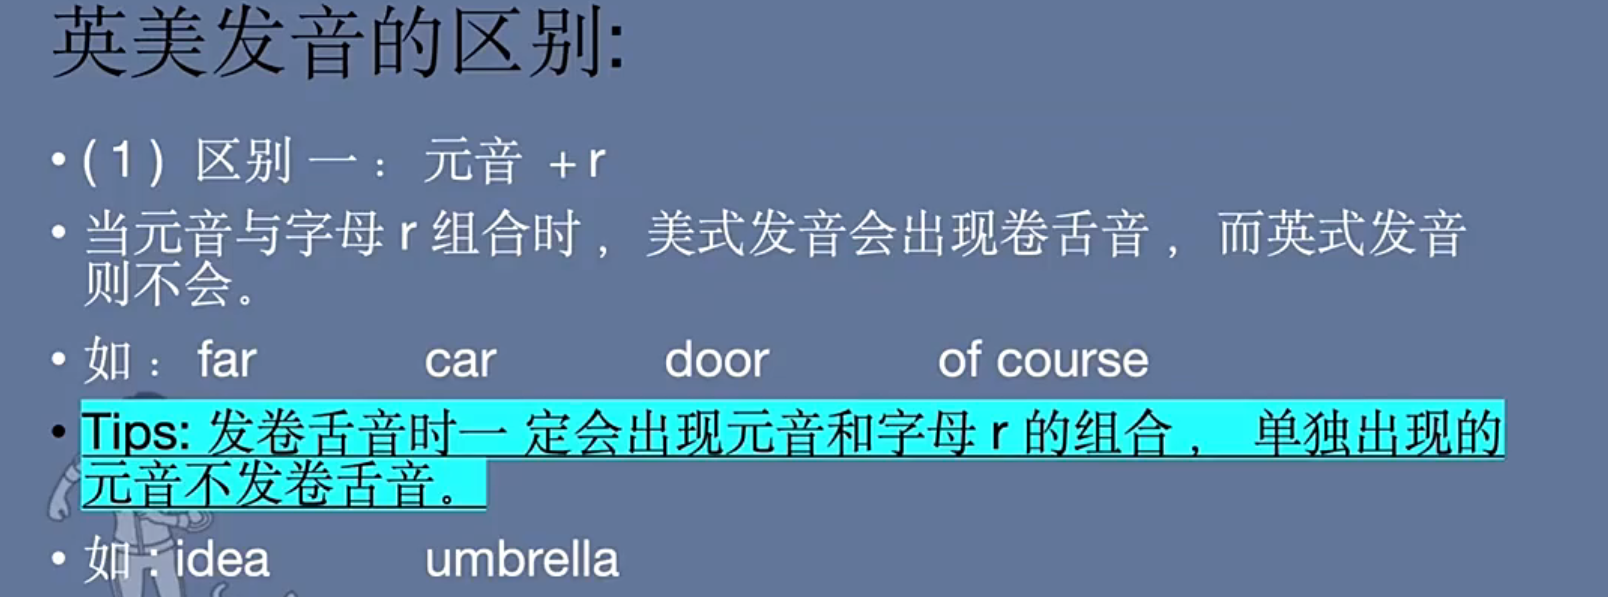 英美发音的区别:
• (1) 区别一： 元音 +r
• 当元音与字母 r 组合时， 美式发音会出现卷舌音， 而英式发音
则不会。
• 如： far car door of course
• Tips: 发卷舌音时一定会出现元音和字母 r 的组合， 单独出现的
元音不发卷舌音。
• 如 : idea umbrella